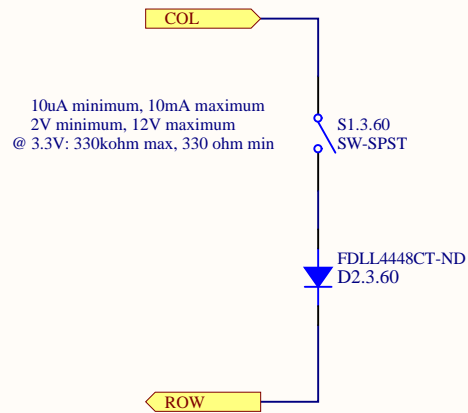 COL
10uA minimum, 10mA maximum
2V minimum, 12V maximum
@ 3.3V: 330kohm max, 330 ohm min
S1.3.60
SW-SPST
FDLL4448CT-ND
D2.3.60
ROW